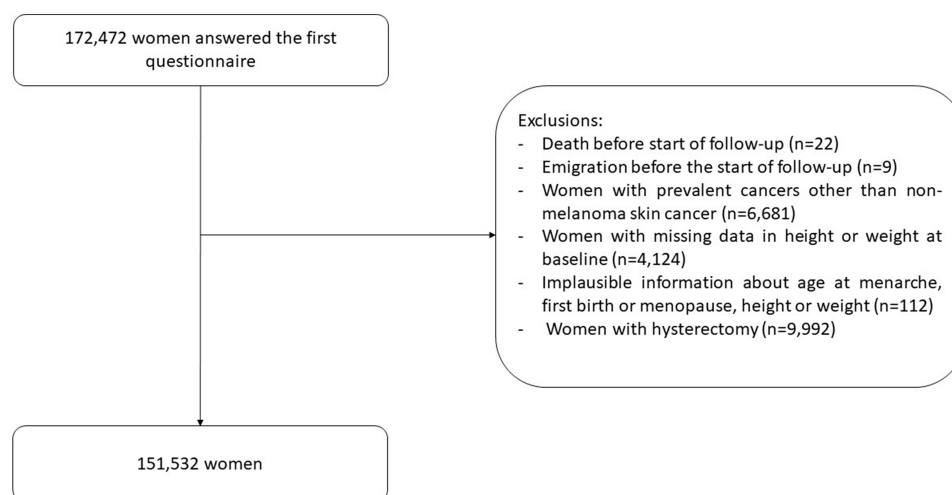 172,472 women answered the first
questionnaire
Exclusions:
- Death before start of follow-up (n=22)
- Emigration before the start of follow-up (n=9)
- Women with prevalent cancers other than non-
melanoma skin cancer (n=6,681)
- Women with missing data in height or weight at
baseline (n=4,124)
- Implausible information about age at menarche,
first birth or menopause, height or weight (n=112)
- Women with hysterectomy (n=9,992)
151,532 women